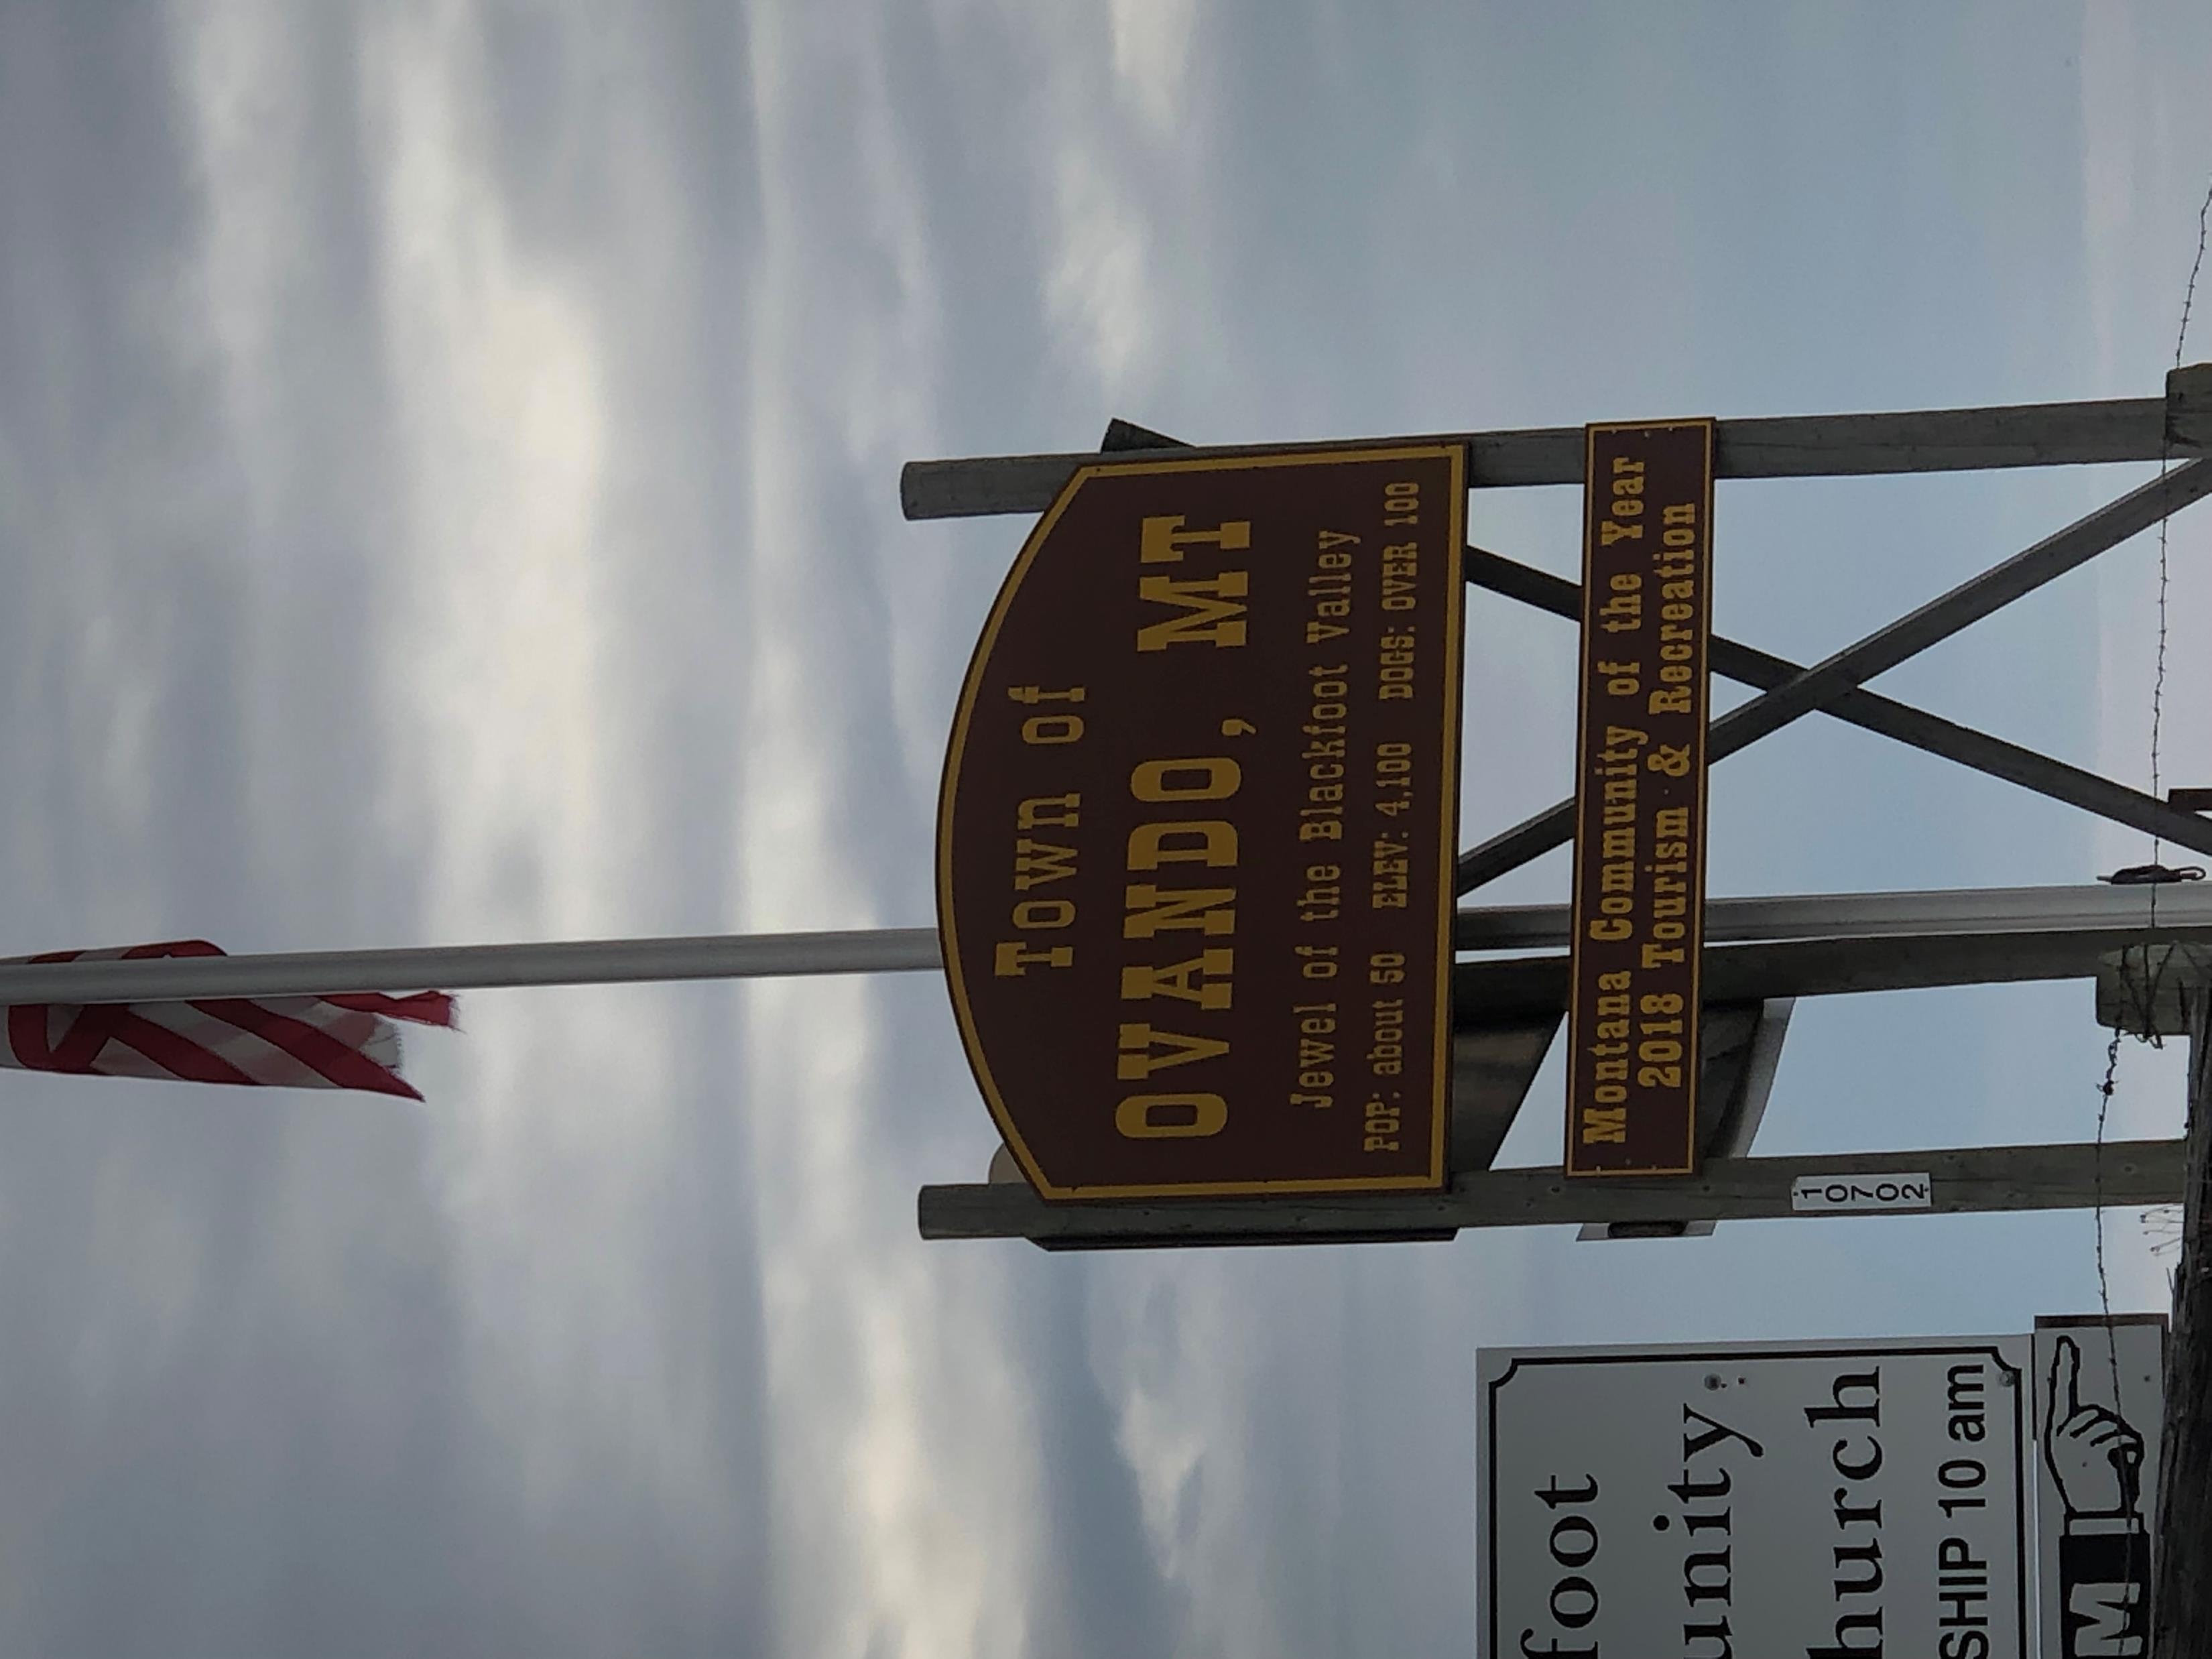 Town of
OVANDO, MT
Jewel of the Blackfoot Valley
POP: about 50 ELEV: 4,100 DOGS: OVER 100
Montana Community of the Year
2018 Tourism & Recreation
10702
foot
unity
hurch
SHIP 10 am
M